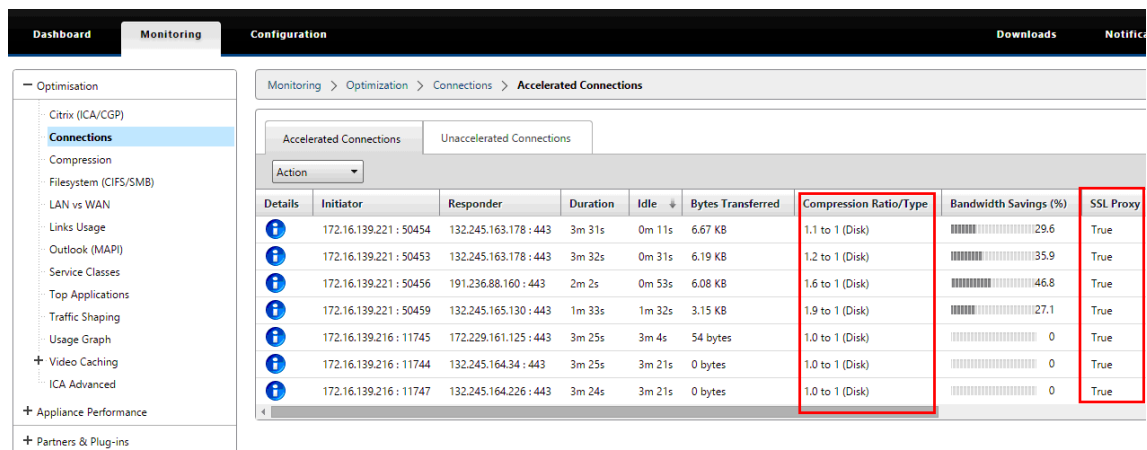 Dashboard Monitoring Configuration Downloads
Optimisation
Citrix (ICA/CGP)
Connections
Compression
Filesystem (CIFS/SMB)
LAN vs WAN
Links Usage
Outlook (MAPI)
Service Classes
Top Applications
Traffic Shaping
Usage Graph
Video Caching
ICA Advanced
Appliance Performance
Partners & Plug-ins
Monitoring > Optimization > Connections > Accelerated Connections
Accelerated Connections Unaccelerated Connections
Action
Details Initiator Responder Duration Idle Bytes Transferred Compression Ratio/Type Bandwidth Savings (%) SSL Proxy
172.16.139.221 : 50454 132.245.163.178 : 443 3m 31s 0m 11s 6.67 KB 1.1 to 1 (Disk) 29.6 True
172.16.139.221 : 50453 132.245.163.178 : 443 3m 32s 0m 31s 6.19 KB 1.2 to 1 (Disk) 35.9 True
172.16.139.221 : 50456 191.236.88.160 : 443 2m 2s 0m 53s 6.08 KB 1.6 to 1 (Disk) 46.8 True
172.16.139.221 : 50459 132.245.165.130 : 443 1m 33s 1m 32s 3.15 KB 1.9 to 1 (Disk) 27.1 True
172.16.139.216 : 11745 172.229.161.125 : 443 3m 25s 3m 4s 54 bytes 1.0 to 1 (Disk) 0 True
172.16.139.216 : 11744 132.245.164.34 : 443 3m 25s 3m 21s 0 bytes 1.0 to 1 (Disk) 0 True
172.16.139.216 : 11747 132.245.164.226 : 443 3m 24s 3m 21s 0 bytes 1.0 to 1 (Disk) 0 True